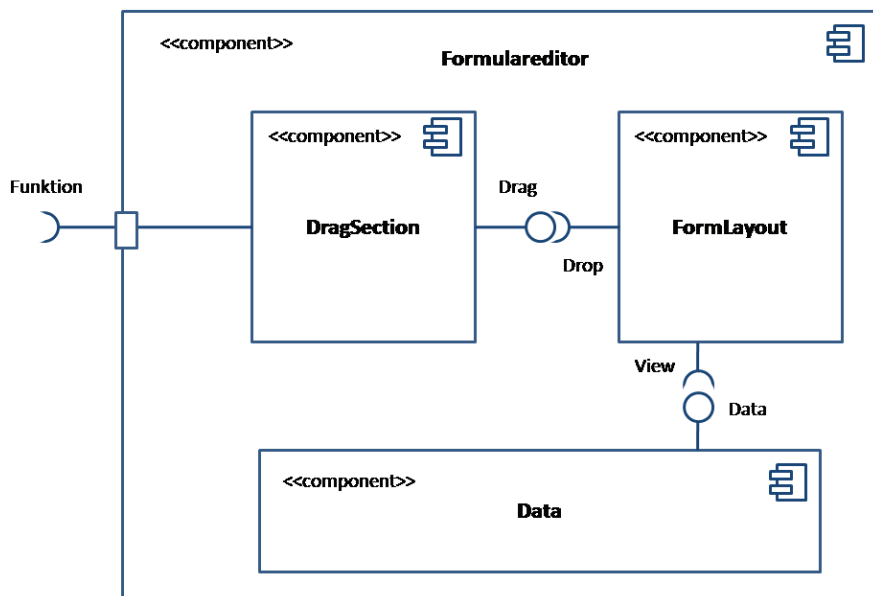 <<component>>
Formulareditor
<<component>>
<<component>>
Funktion
Drag
DragSection
FormLayout
Drop
View
Data
<<component>>
Data